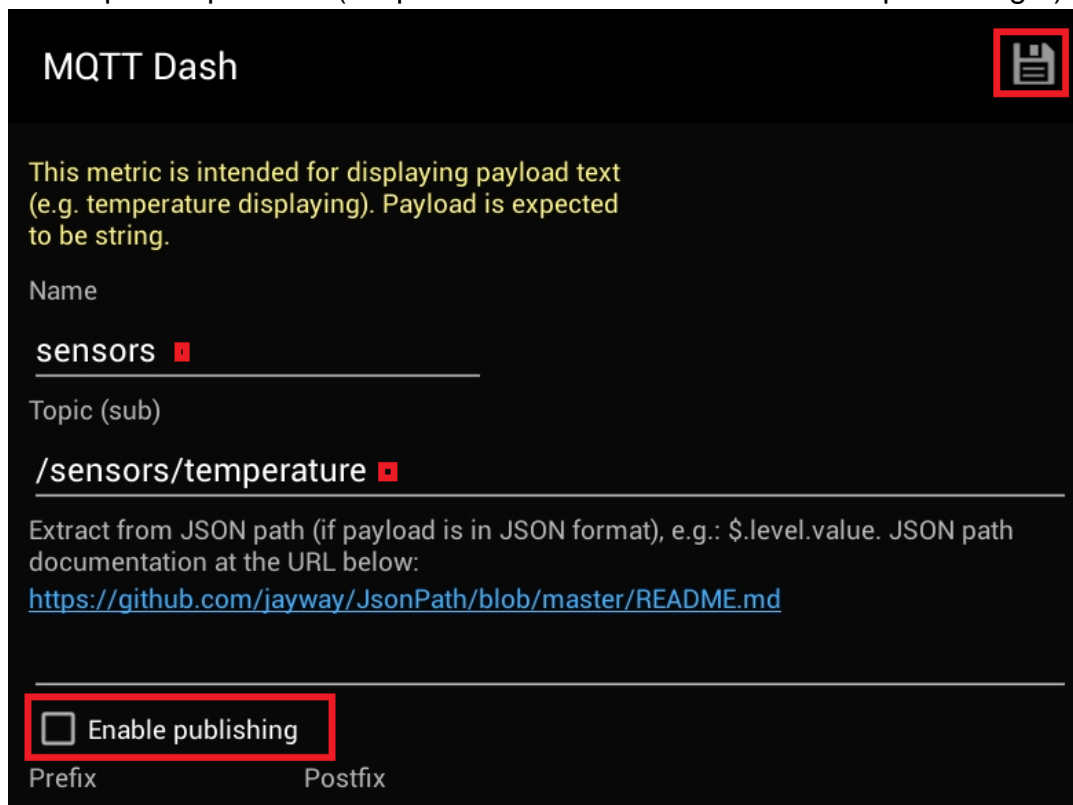 MQTT Dash
This metric is intended for displaying payload text
(e.g. temperature displaying). Payload is expected
to be string.
Name
sensors
Topic (sub)
/sensors/temperature
Extract from JSON path (if payload is in JSON format), e.g.: $.level.value. JSON path
documentation at the URL below:
https://github.com/jayway/JsonPath/blob/master/README.md
Enable publishing
Prefix Postfix